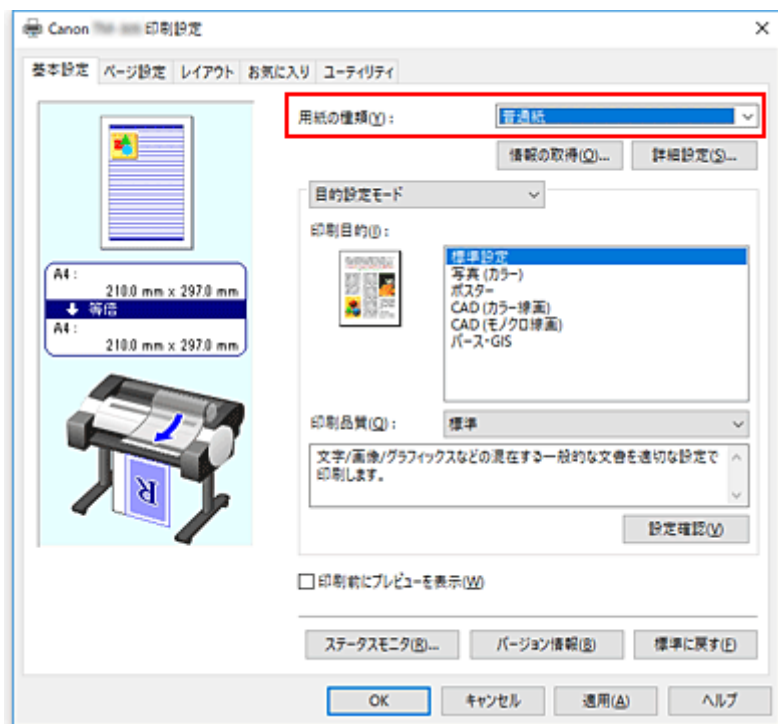 Canon 印刷設定
基本設定 ページ設定 レイアウト お気に入り ユーティリティ
用紙の種類(Y)： 普通紙
情報の取得(O)... 詳細設定(S)...
目的設定モード
印刷目的(I)：
標準設定
写真 (カラー)
ポスター
CAD (カラー線画)
CAD (モノクロ線画)
パース・GIS
A4：
210.0 mm x 297.0 mm
等倍
A4：
210.0 mm x 297.0 mm
R
印刷品質(Q)： 標準
文字/画像/グラフィックスなどの混在する一般的な文書を適切な設定で
印刷します。
設定確認(V)
印刷前にプレビューを表示(W)
ステータスモニタ(R)... バージョン情報(B) 標準に戻す(F)
OK キャンセル 適用(A) ヘルプ